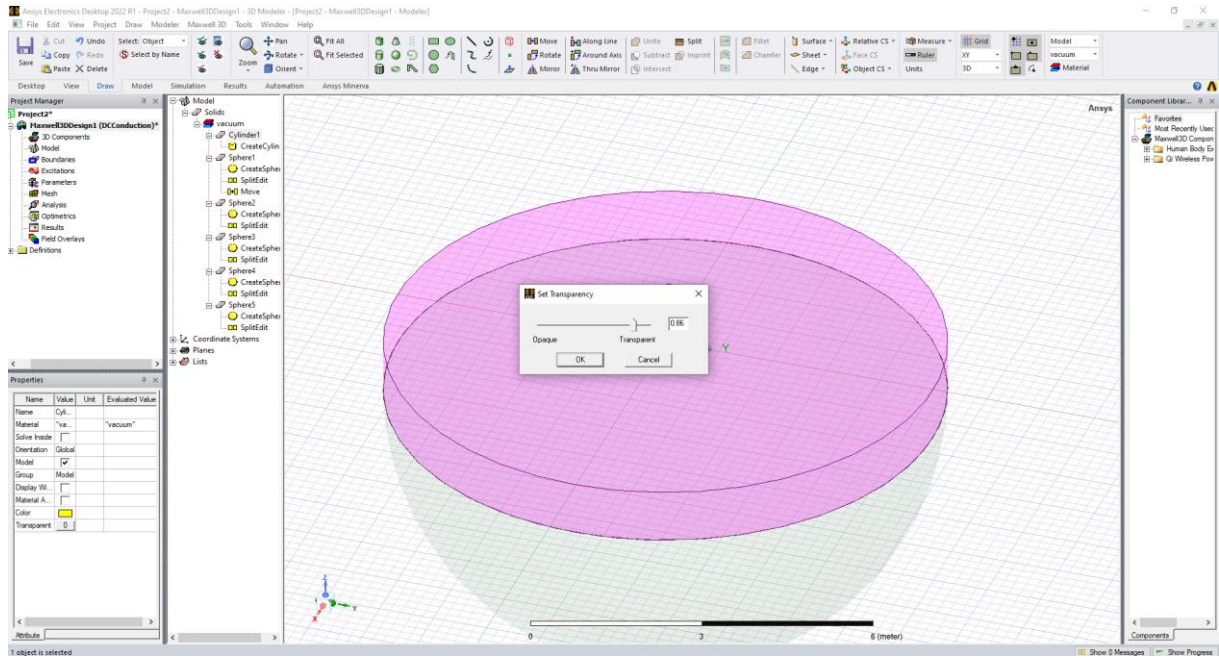 Ansys Electronics Desktop 2022 R1 - Project2 - Maxwell3DDesign1 - 3D Modeler - [Project2 - Maxwell3DDesign1 - Modeler]
File Edit View Project Draw Modeler Maxwell 3D Tools Window Help
Save
Cut
Copy
Paste
Undo
Redo
Delete
Select: Object
Select by Name
Zoom
Pan
Rotate
Orient
Fit All
Fit Selected
Move
Rotate
Mirror
Along Line
Around Axis
Thru Mirror
Unite
Subtract
Intersect
Split
Imprint
Fillet
Chamfer
Surface
Sheet
Edge
Relative CS
Face CS
Object CS
Measure
Ruler
Units
Grid
XY
3D
Model
vacuum
Material
Desktop View Draw Model Simulation Results Automation Ansys Minerva
Project Manager
Project2*
Maxwell3DDesign1 (DCConduction)*
3D Components
Model
Boundaries
Excitations
Parameters
Mesh
Analysis
Optimetrics
Results
Field Overlays
Definitions
Model
Solids
vacuum
Cylinder1
CreateCylin
Sphere1
CreateSpher
SplitEdit
Move
Sphere2
CreateSpher
SplitEdit
Sphere3
CreateSpher
SplitEdit
Sphere4
CreateSpher
SplitEdit
Sphere5
CreateSpher
SplitEdit
Coordinate Systems
Planes
Lists
Properties
Name Value Unit Evaluated Value
Name Cyli...
Material "va... "vacuum"
Solve Inside
Orientation Global
Model
Group Model
Display Wi...
Material A...
Color
Transparent 0
Attribute
Ansys
Set Transparency
0.86
Opaque Transparent
OK Cancel
Y
Z
Y
X
0 3 6 (meter)
Component Librar...
Favorites
Most Recently Used
Maxwell3D Compon
Human Body Ex
Qi Wireless Pow
Components
1 object is selected
Show 0 Messages Show Progress